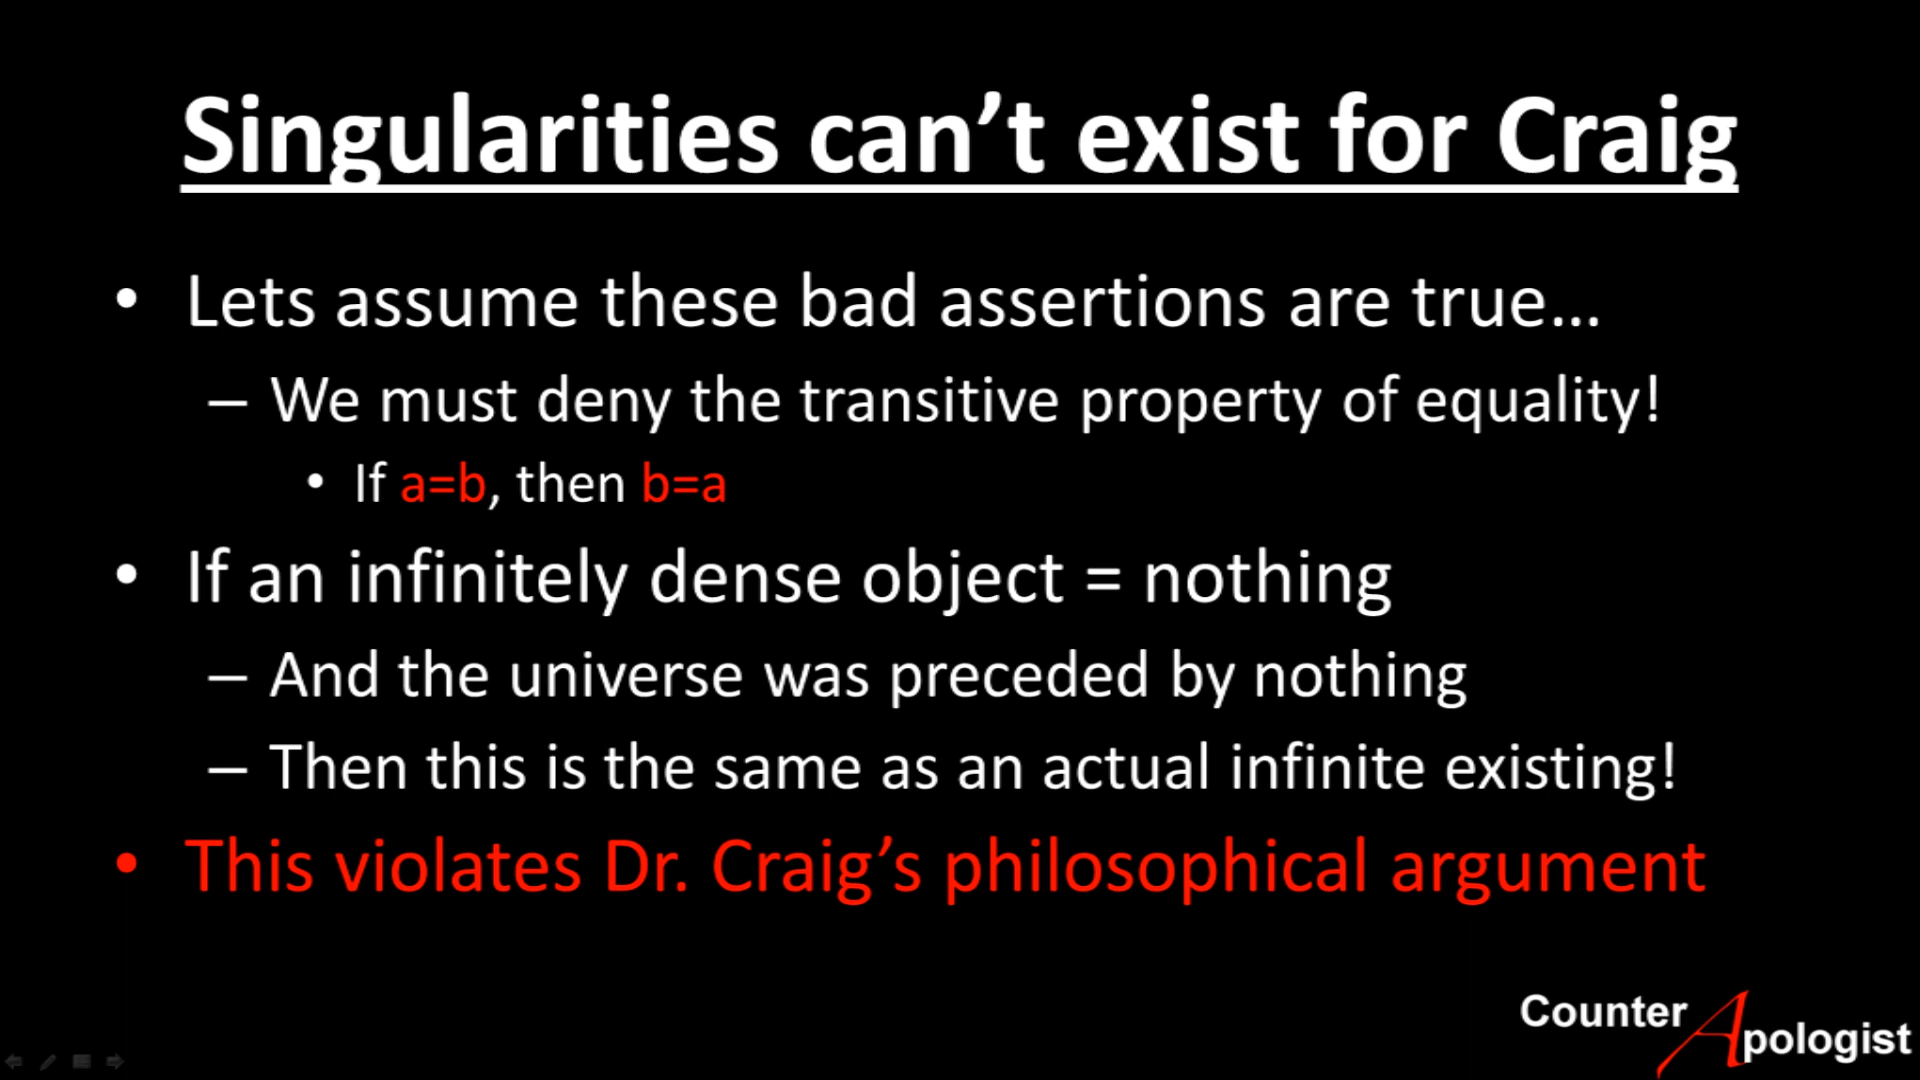 Singularities can’t exist for Craig
• Lets assume these bad assertions are true...
– We must deny the transitive property of equality!
• If a=b, then b=a
• If an infinitely dense object = nothing
– And the universe was preceded by nothing
– Then this is the same as an actual infinite existing!
• This violates Dr. Craig’s philosophical argument
Counter
Apologist